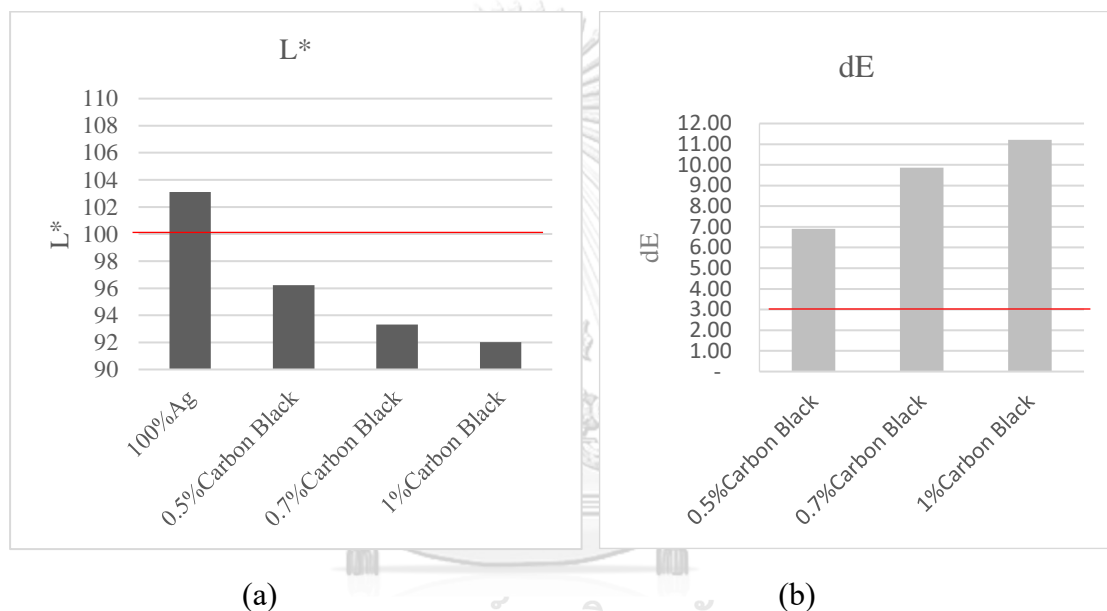 L*
110
108
106
104
102
100
98
96
94
92
90
L*
100%Ag
0.5%Carbon Black
0.7%Carbon Black
1%Carbon Black
(a)
dE
12.00
11.00
10.00
9.00
8.00
7.00
6.00
5.00
4.00
3.00
2.00
1.00
-
dE
0.5%Carbon Black
0.7%Carbon Black
1%Carbon Black
(b)